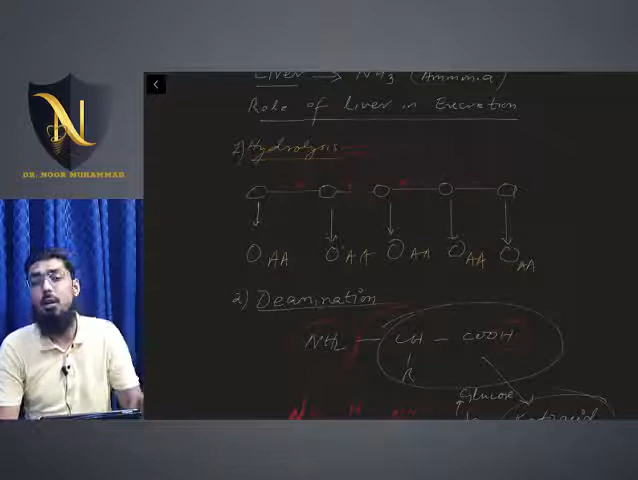 N
DR. NOOR MUHAMMAD
Liver → NH3 (Ammonia)
Role of Liver in Excretion
1) Hydrolysis
AA AA AA AA AA
2) Deamination
NH2 — CH — COOH
R
Glucose
Ketoacid